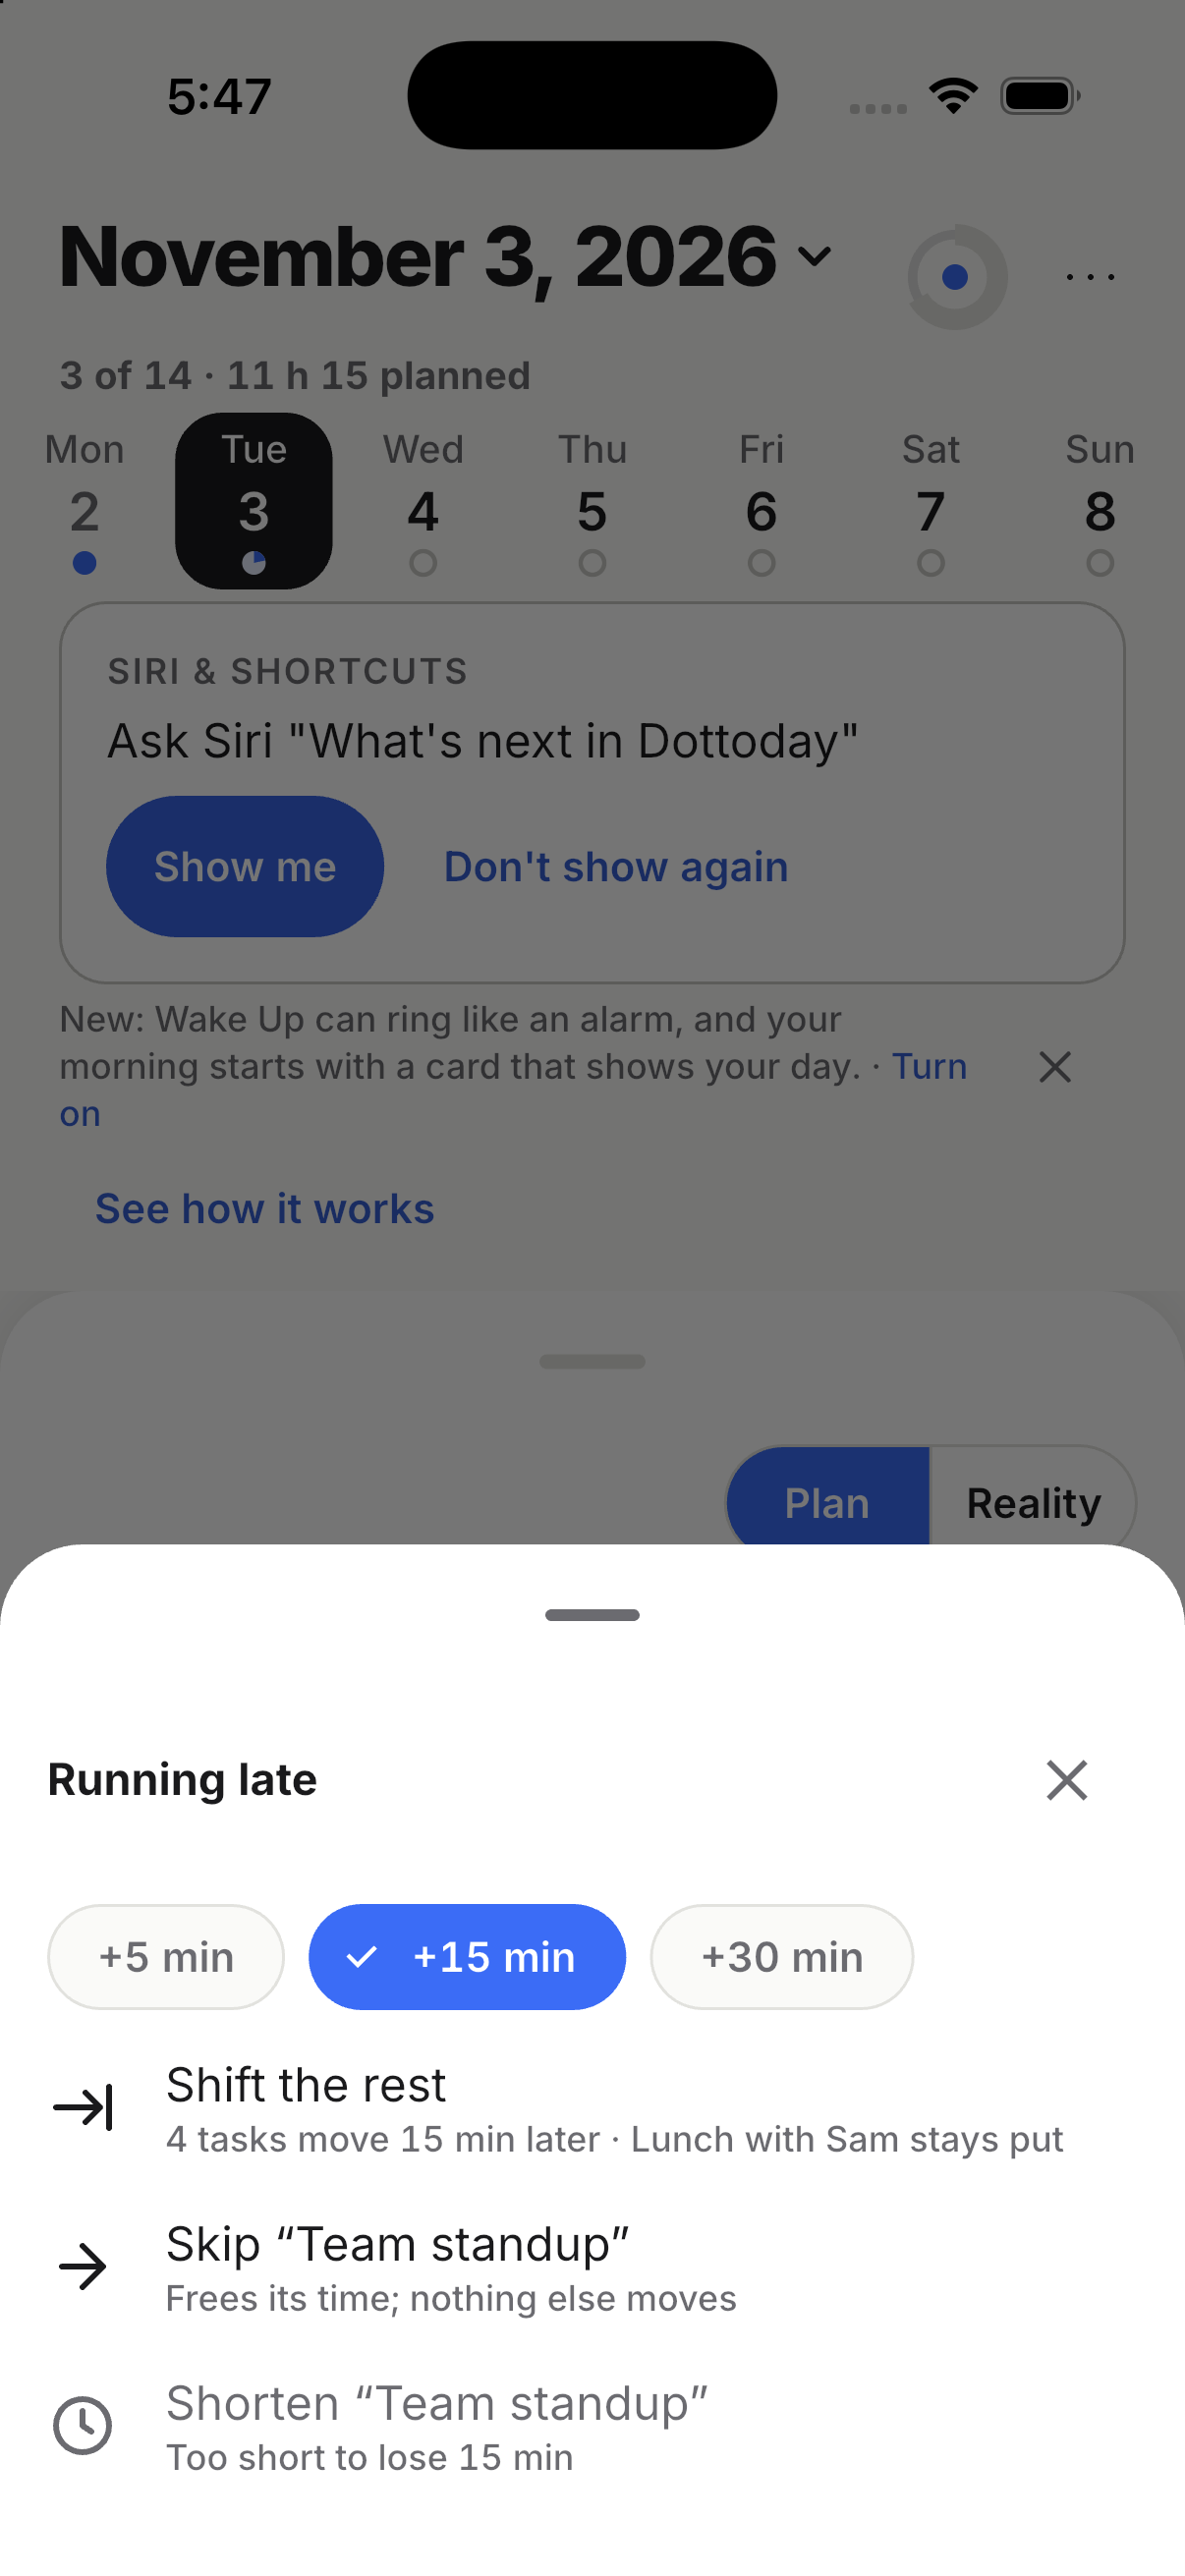 5:47
November 3, 2026
3 of 14 · 11 h 15 planned
Mon Tue Wed Thu Fri Sat Sun
2 3 4 5 6 7 8
SIRI & SHORTCUTS
Ask Siri "What's next in Dottoday"
Show me Don't show again
New: Wake Up can ring like an alarm, and your
morning starts with a card that shows your day. · Turn
on
See how it works
Plan Reality
Running late
+5 min +15 min +30 min
Shift the rest
4 tasks move 15 min later · Lunch with Sam stays put
Skip “Team standup”
Frees its time; nothing else moves
Shorten “Team standup”
Too short to lose 15 min